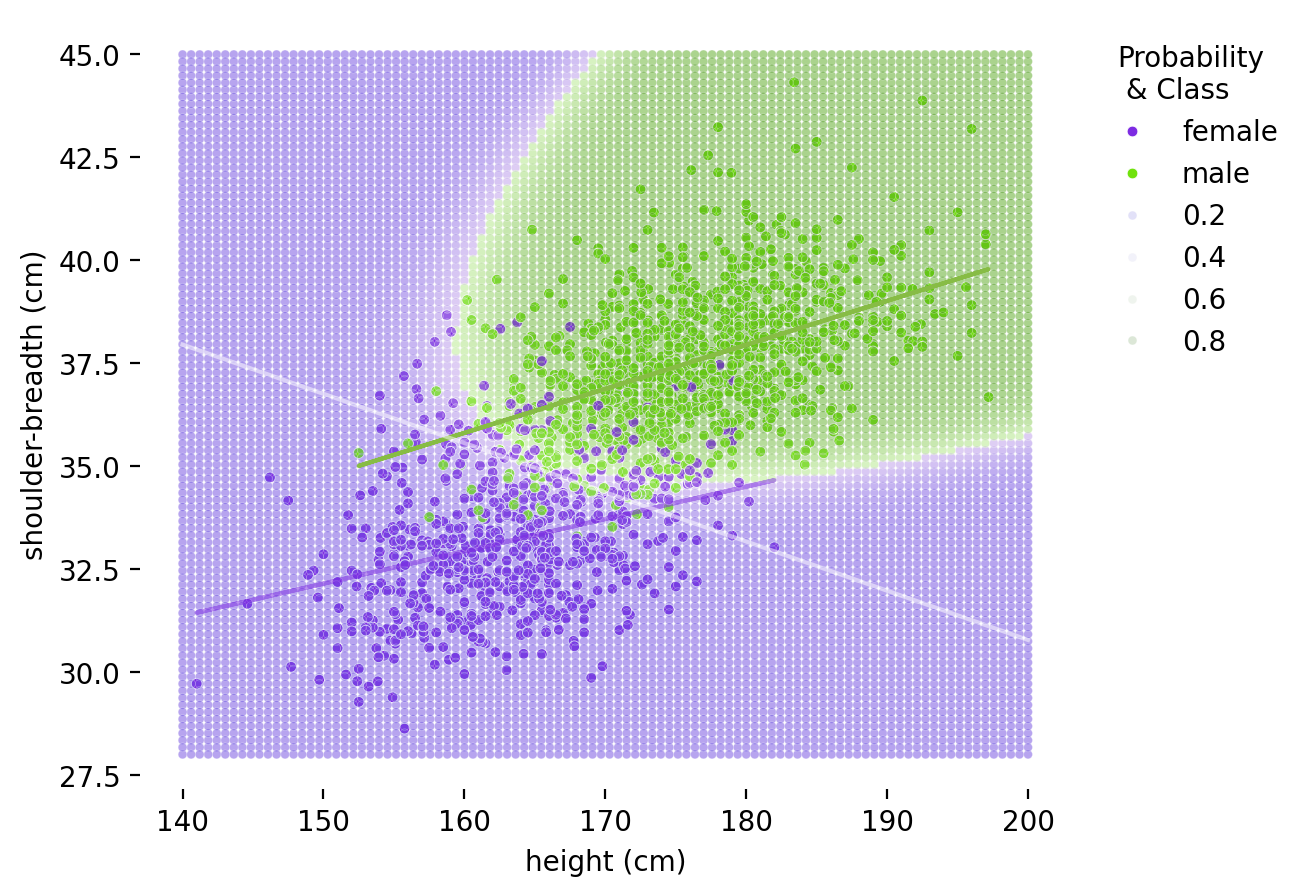 45.0
42.5
40.0
37.5
35.0
32.5
30.0
27.5
shoulder-breadth (cm)
140 150 160 170 180 190 200
height (cm)
Probability
& Class
female
male
0.2
0.4
0.6
0.8